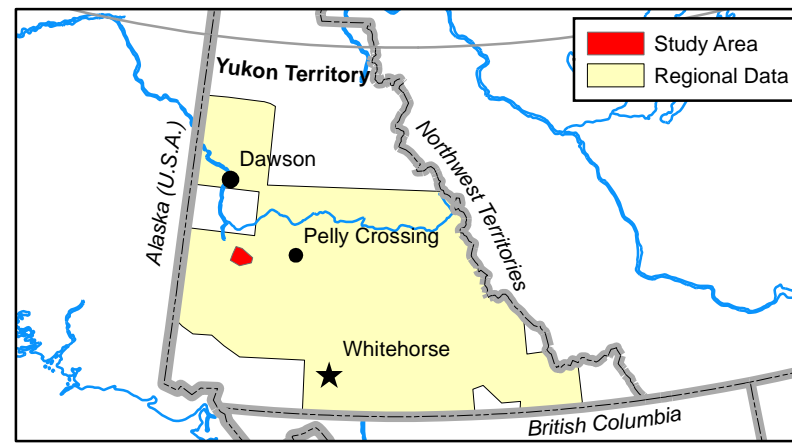 Study Area
Regional Data
Yukon Territory
Northwest Territories
Alaska (U.S.A.)
Dawson
Pelly Crossing
Whitehorse
British Columbia